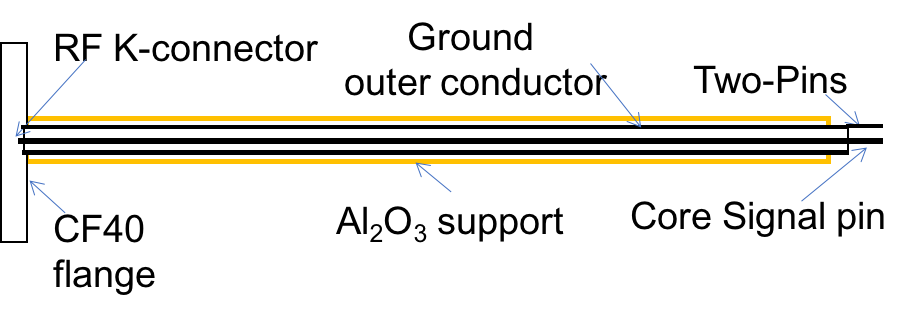 RF K-connector
Ground
outer conductor
Two-Pins
CF40
flange
Al₂O₃ support
Core Signal pin